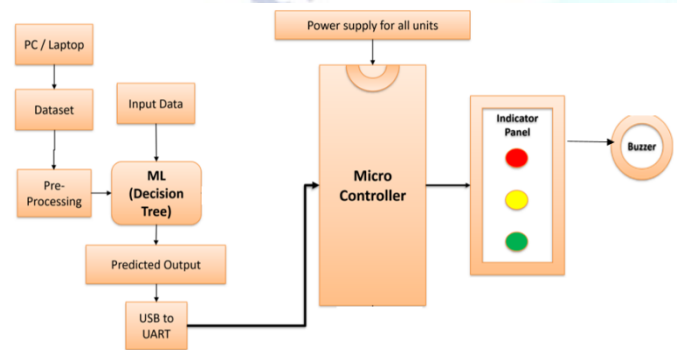 PC / Laptop
Dataset
Pre-
Processing
Input Data
ML
(Decision
Tree)
Predicted Output
USB to
UART
Power supply for all units
Micro
Controller
Indicator
Panel
Buzzer